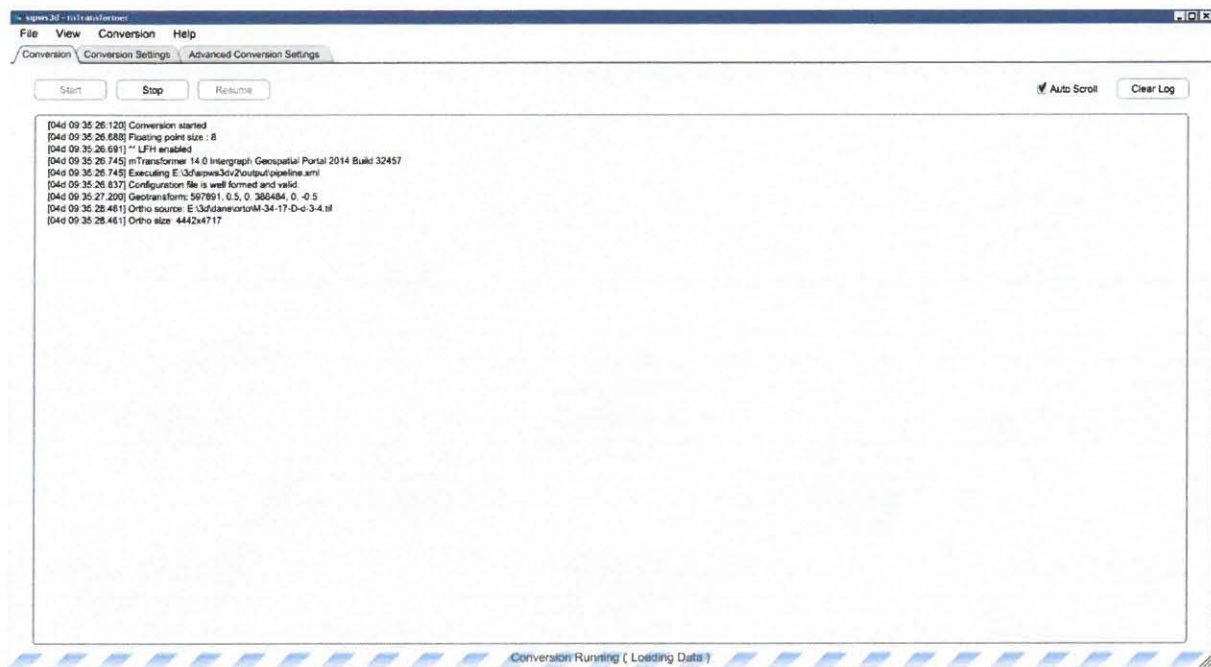 sipws3d - mTransformer
File View Conversion Help
Conversion Conversion Settings Advanced Conversion Settings
Start Stop Resume Auto Scroll Clear Log
[04d 09:35:26:120] Conversion started
[04d 09:35:26.688] Floating point size : 8
[04d 09:35:26.691] ** LFH enabled
[04d 09:35:26.745] mTransformer 14.0 Intergraph Geospatial Portal 2014 Build 32457
[04d 09:35:26.745] Executing E:\3d\sipws3dv2\output\pipeline.xml
[04d 09:35:26.837] Configuration file is well formed and valid.
[04d 09:35:27.200] Geotransform: 597891, 0.5, 0, 388484, 0, -0.5
[04d 09:35:28.461] Ortho source: E:\3d\dane\orto\M-34-17-D-d-3-4.tif
[04d 09:35:28.461] Ortho size: 4442x4717
Conversion Running ( Loading Data )